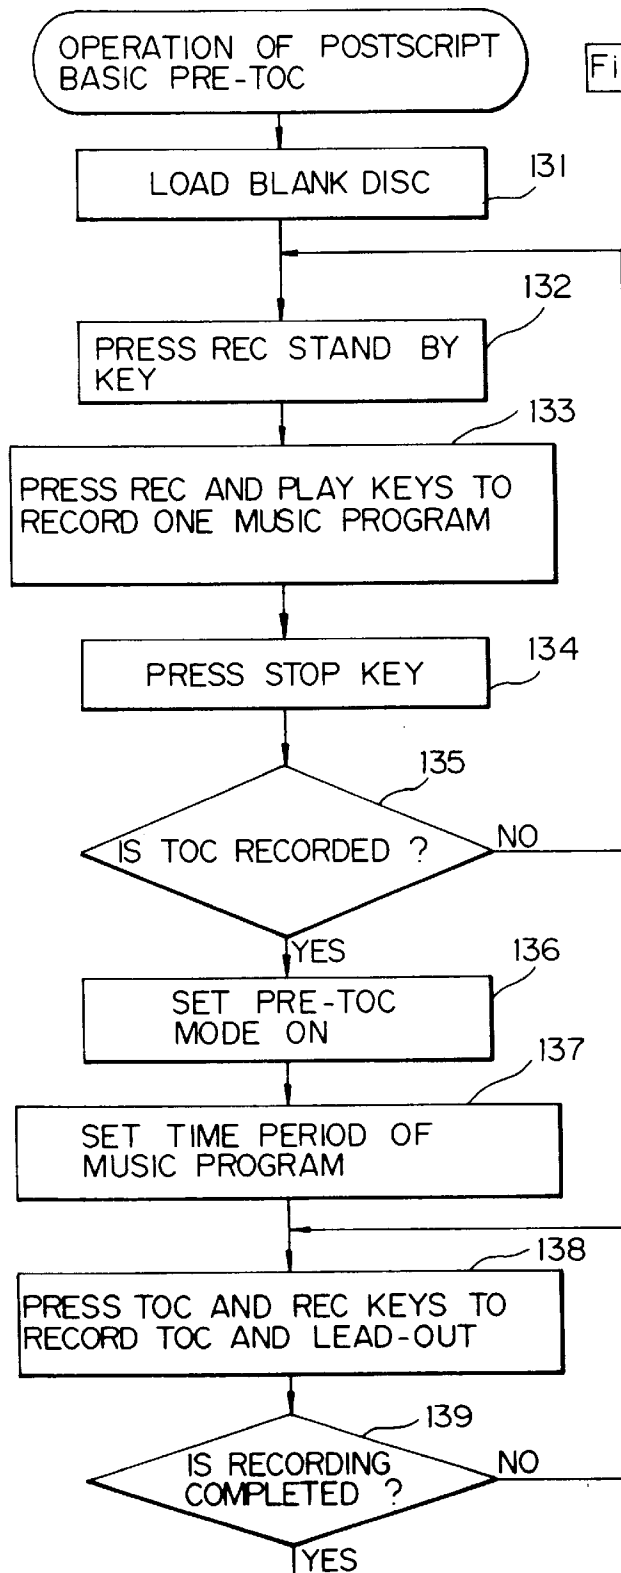 OPERATION OF POSTSCRIPT
BASIC PRE-TOC
Fi
LOAD BLANK DISC
131
132
PRESS REC STAND BY
KEY
133
PRESS REC AND PLAY KEYS TO
RECORD ONE MUSIC PROGRAM
PRESS STOP KEY
134
135
IS TOC RECORDED ?
NO
YES
136
SET PRE-TOC
MODE ON
137
SET TIME PERIOD OF
MUSIC PROGRAM
138
PRESS TOC AND REC KEYS TO
RECORD TOC AND LEAD-OUT
139
IS RECORDING
COMPLETED ?
NO
YES